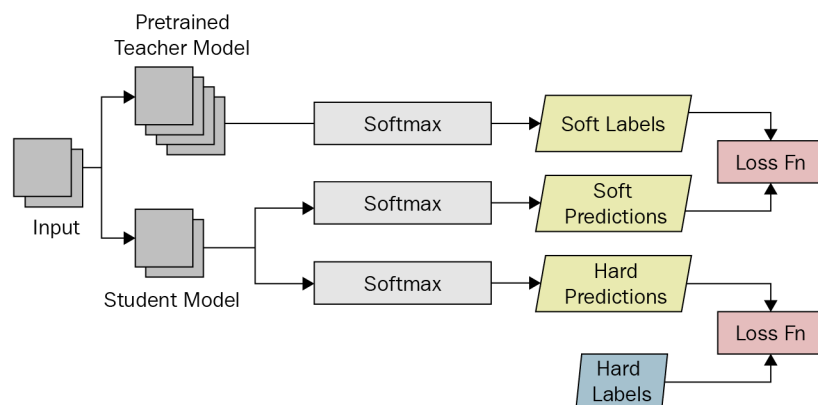 Pretrained
Teacher Model
Softmax
Soft Labels
Loss Fn
Input
Softmax
Soft
Predictions
Student Model
Softmax
Hard
Predictions
Loss Fn
Hard
Labels